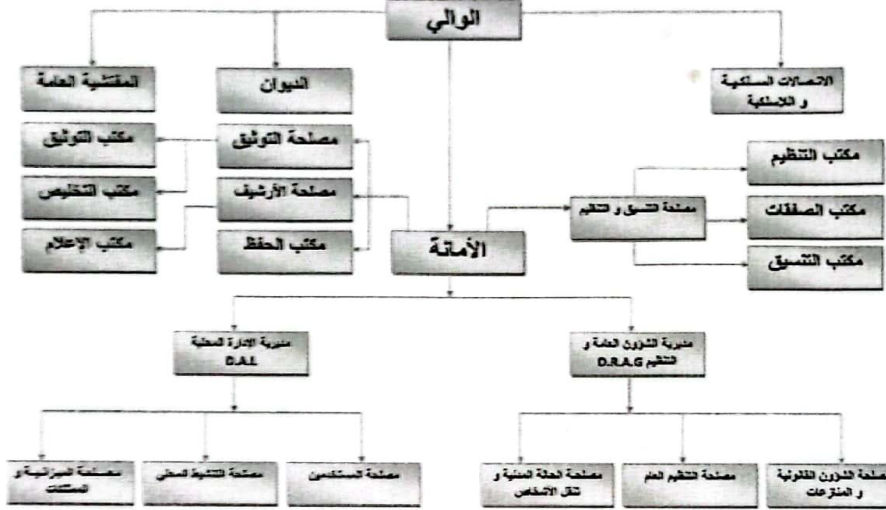 الوالي
الاتصالات السلكية
و اللاسلكية
الديوان
المفتشية العامة
مكتب التنظيم
مصلحة التوثيق
مكتب التوثيق
مصلحة الأرشيف
مكتب التخليص
مصلحة التنسيق و التنظيم
مكتب الصفقات
الأمانة
مكتب الحفظ
مكتب الإعلام
مكتب التنسيق
مديرية الشؤون العامة و
التنظيم D.R.A.G
مديرية الإدارة المحلية
D.A.L
مصلحة الشؤون القانونية
و المنازعات
مصلحة التنظيم العام
مصلحة الحالة المدنية و
تنقل الأشخاص
مصلحة المستخدمين
مصلحة التنشيط المحلي
مصلحة الميزانية و
الممتلكات